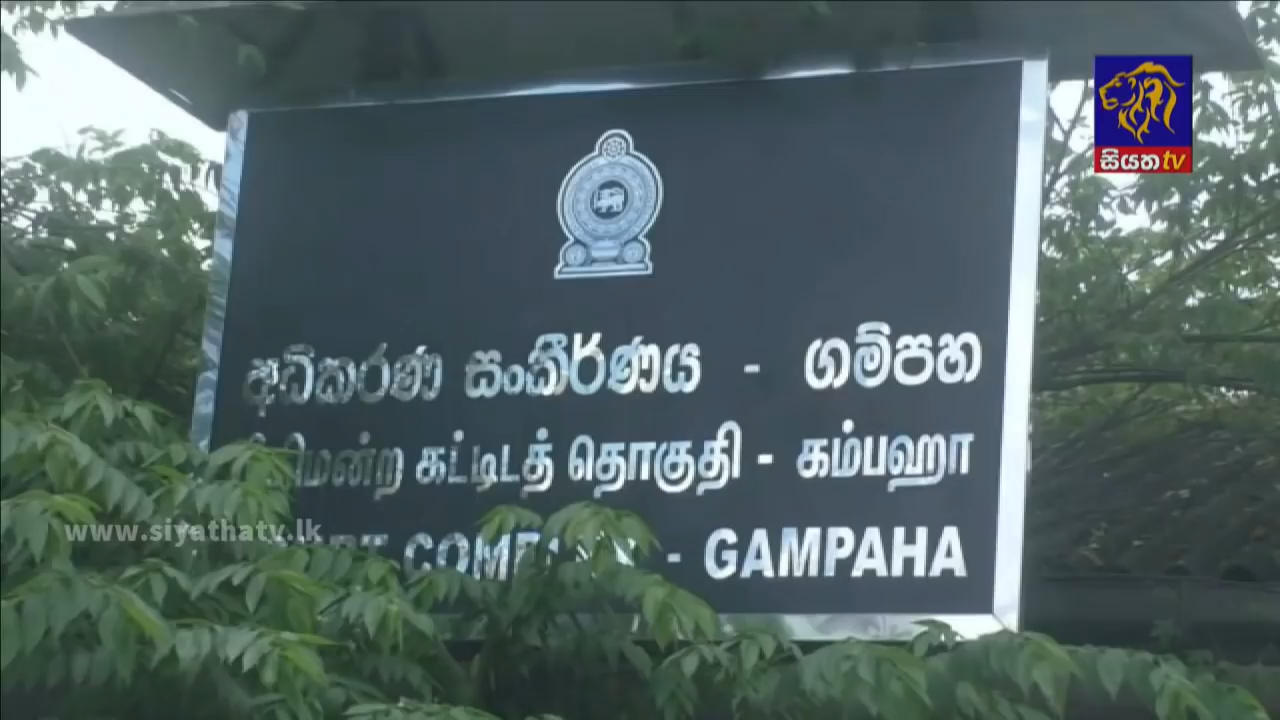 සියත tv
අධිකරණ සංකීර්ණය - ගම්පහ
கட்டிடத் தொகுதி - கம்பஹா
www.siyathatv.lk
- GAMPAHA